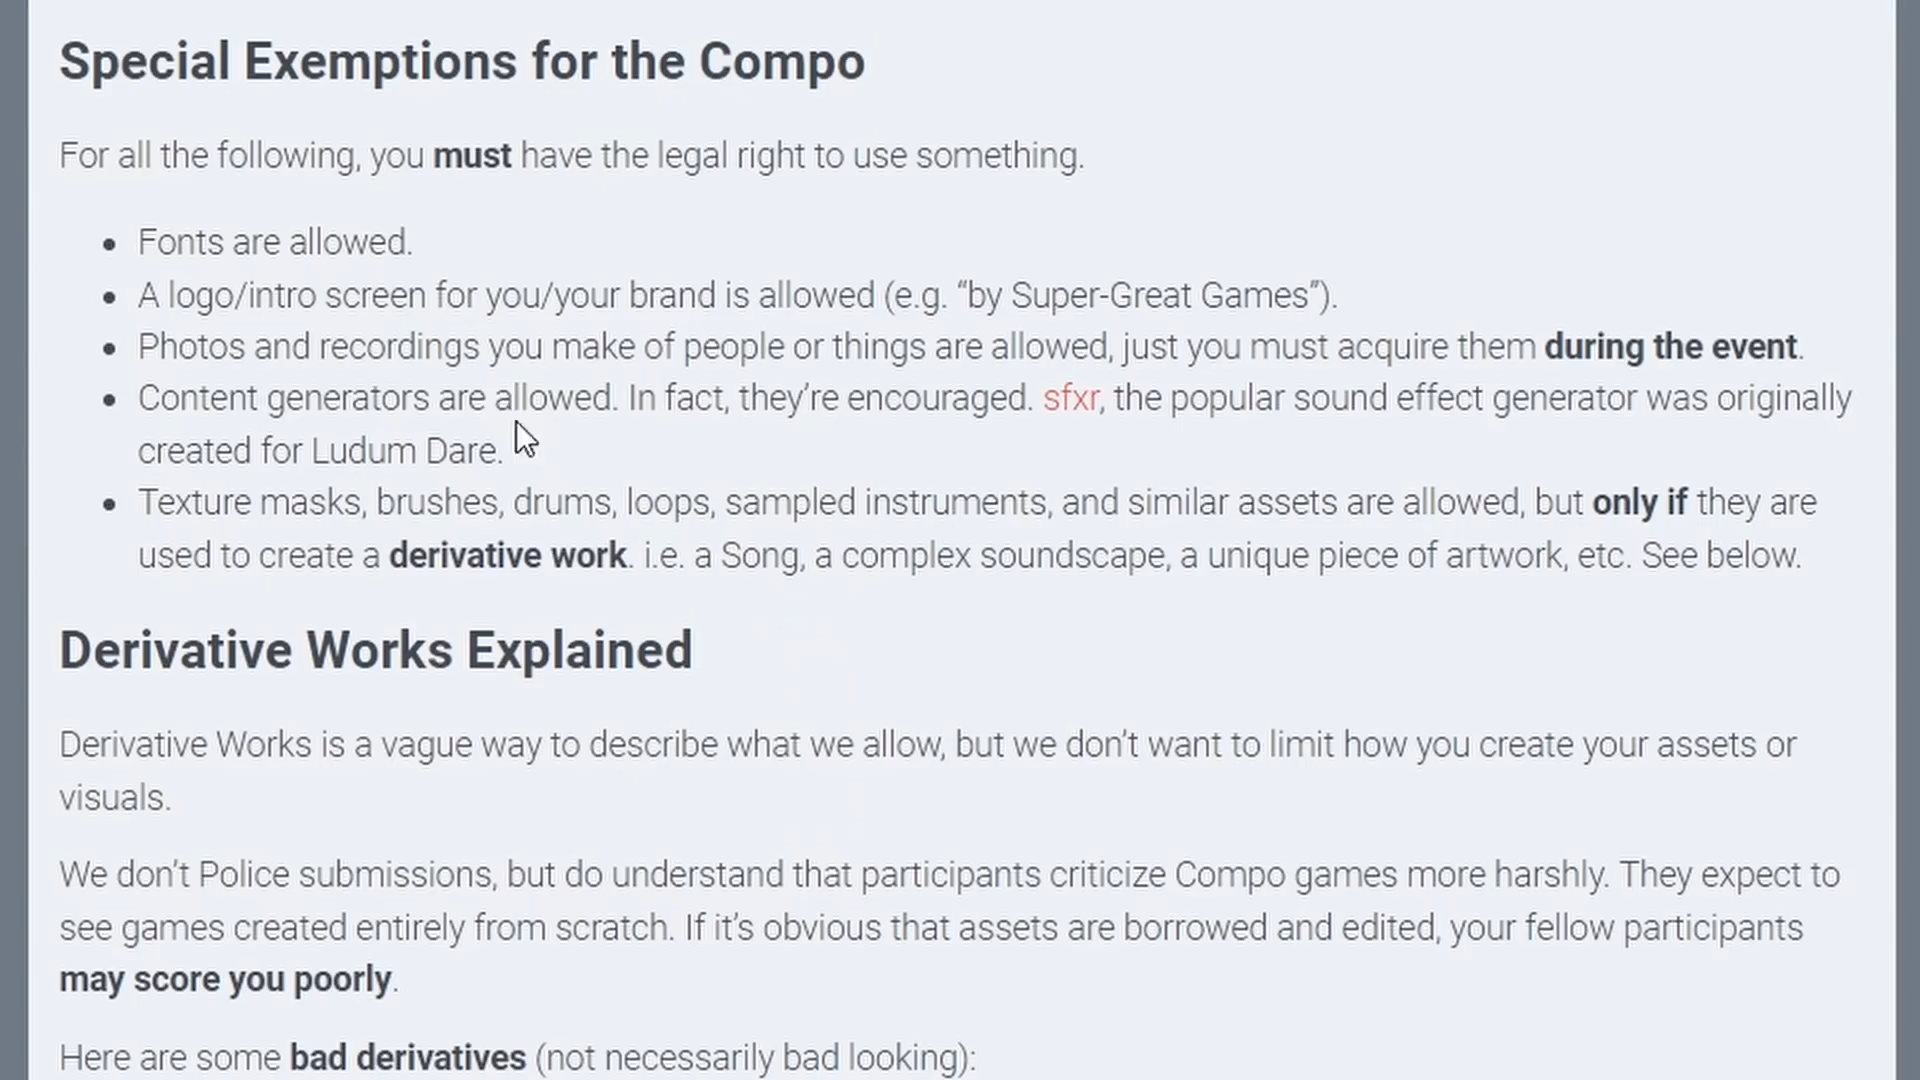 Special Exemptions for the Compo
For all the following, you must have the legal right to use something.
• Fonts are allowed.
• A logo/intro screen for you/your brand is allowed (e.g. “by Super-Great Games”).
• Photos and recordings you make of people or things are allowed, just you must acquire them during the event.
• Content generators are allowed. In fact, they’re encouraged. sfxr, the popular sound effect generator was originally
created for Ludum Dare.
• Texture masks, brushes, drums, loops, sampled instruments, and similar assets are allowed, but only if they are
used to create a derivative work. i.e. a Song, a complex soundscape, a unique piece of artwork, etc. See below.
Derivative Works Explained
Derivative Works is a vague way to describe what we allow, but we don’t want to limit how you create your assets or
visuals.
We don’t Police submissions, but do understand that participants criticize Compo games more harshly. They expect to
see games created entirely from scratch. If it’s obvious that assets are borrowed and edited, your fellow participants
may score you poorly.
Here are some bad derivatives (not necessarily bad looking):